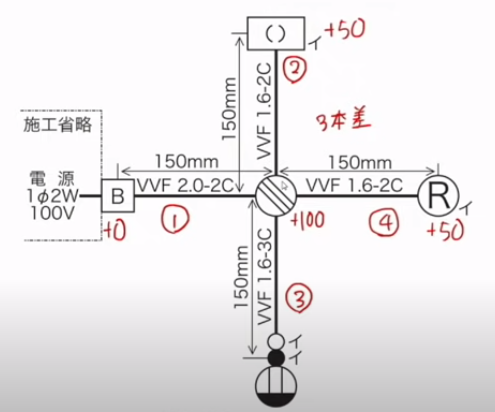 ( )
イ
+50
②
VVF 1.6-2C
150mm
3本差
施工省略
150mm
150mm
電 源
1φ2W
100V
B
VVF 2.0-2C
VVF 1.6-2C
R
イ
+0
①
+100
④
+50
150mm
VVF 1.6-3C
③
イ
イ